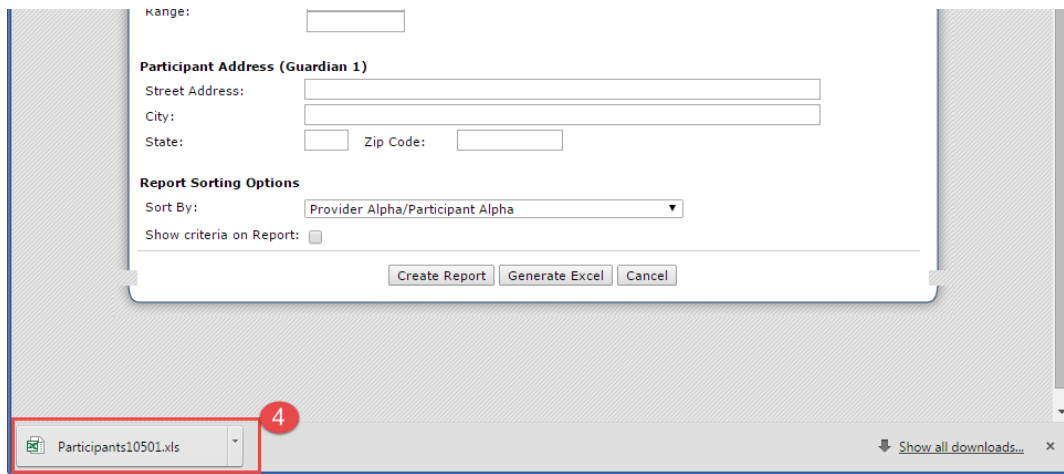 Range:
Participant Address (Guardian 1)
Street Address:
City:
State: Zip Code:
Report Sorting Options
Sort By: Provider Alpha/Participant Alpha
Show criteria on Report:
Create Report Generate Excel Cancel
4
Participants10501.xls Show all downloads...